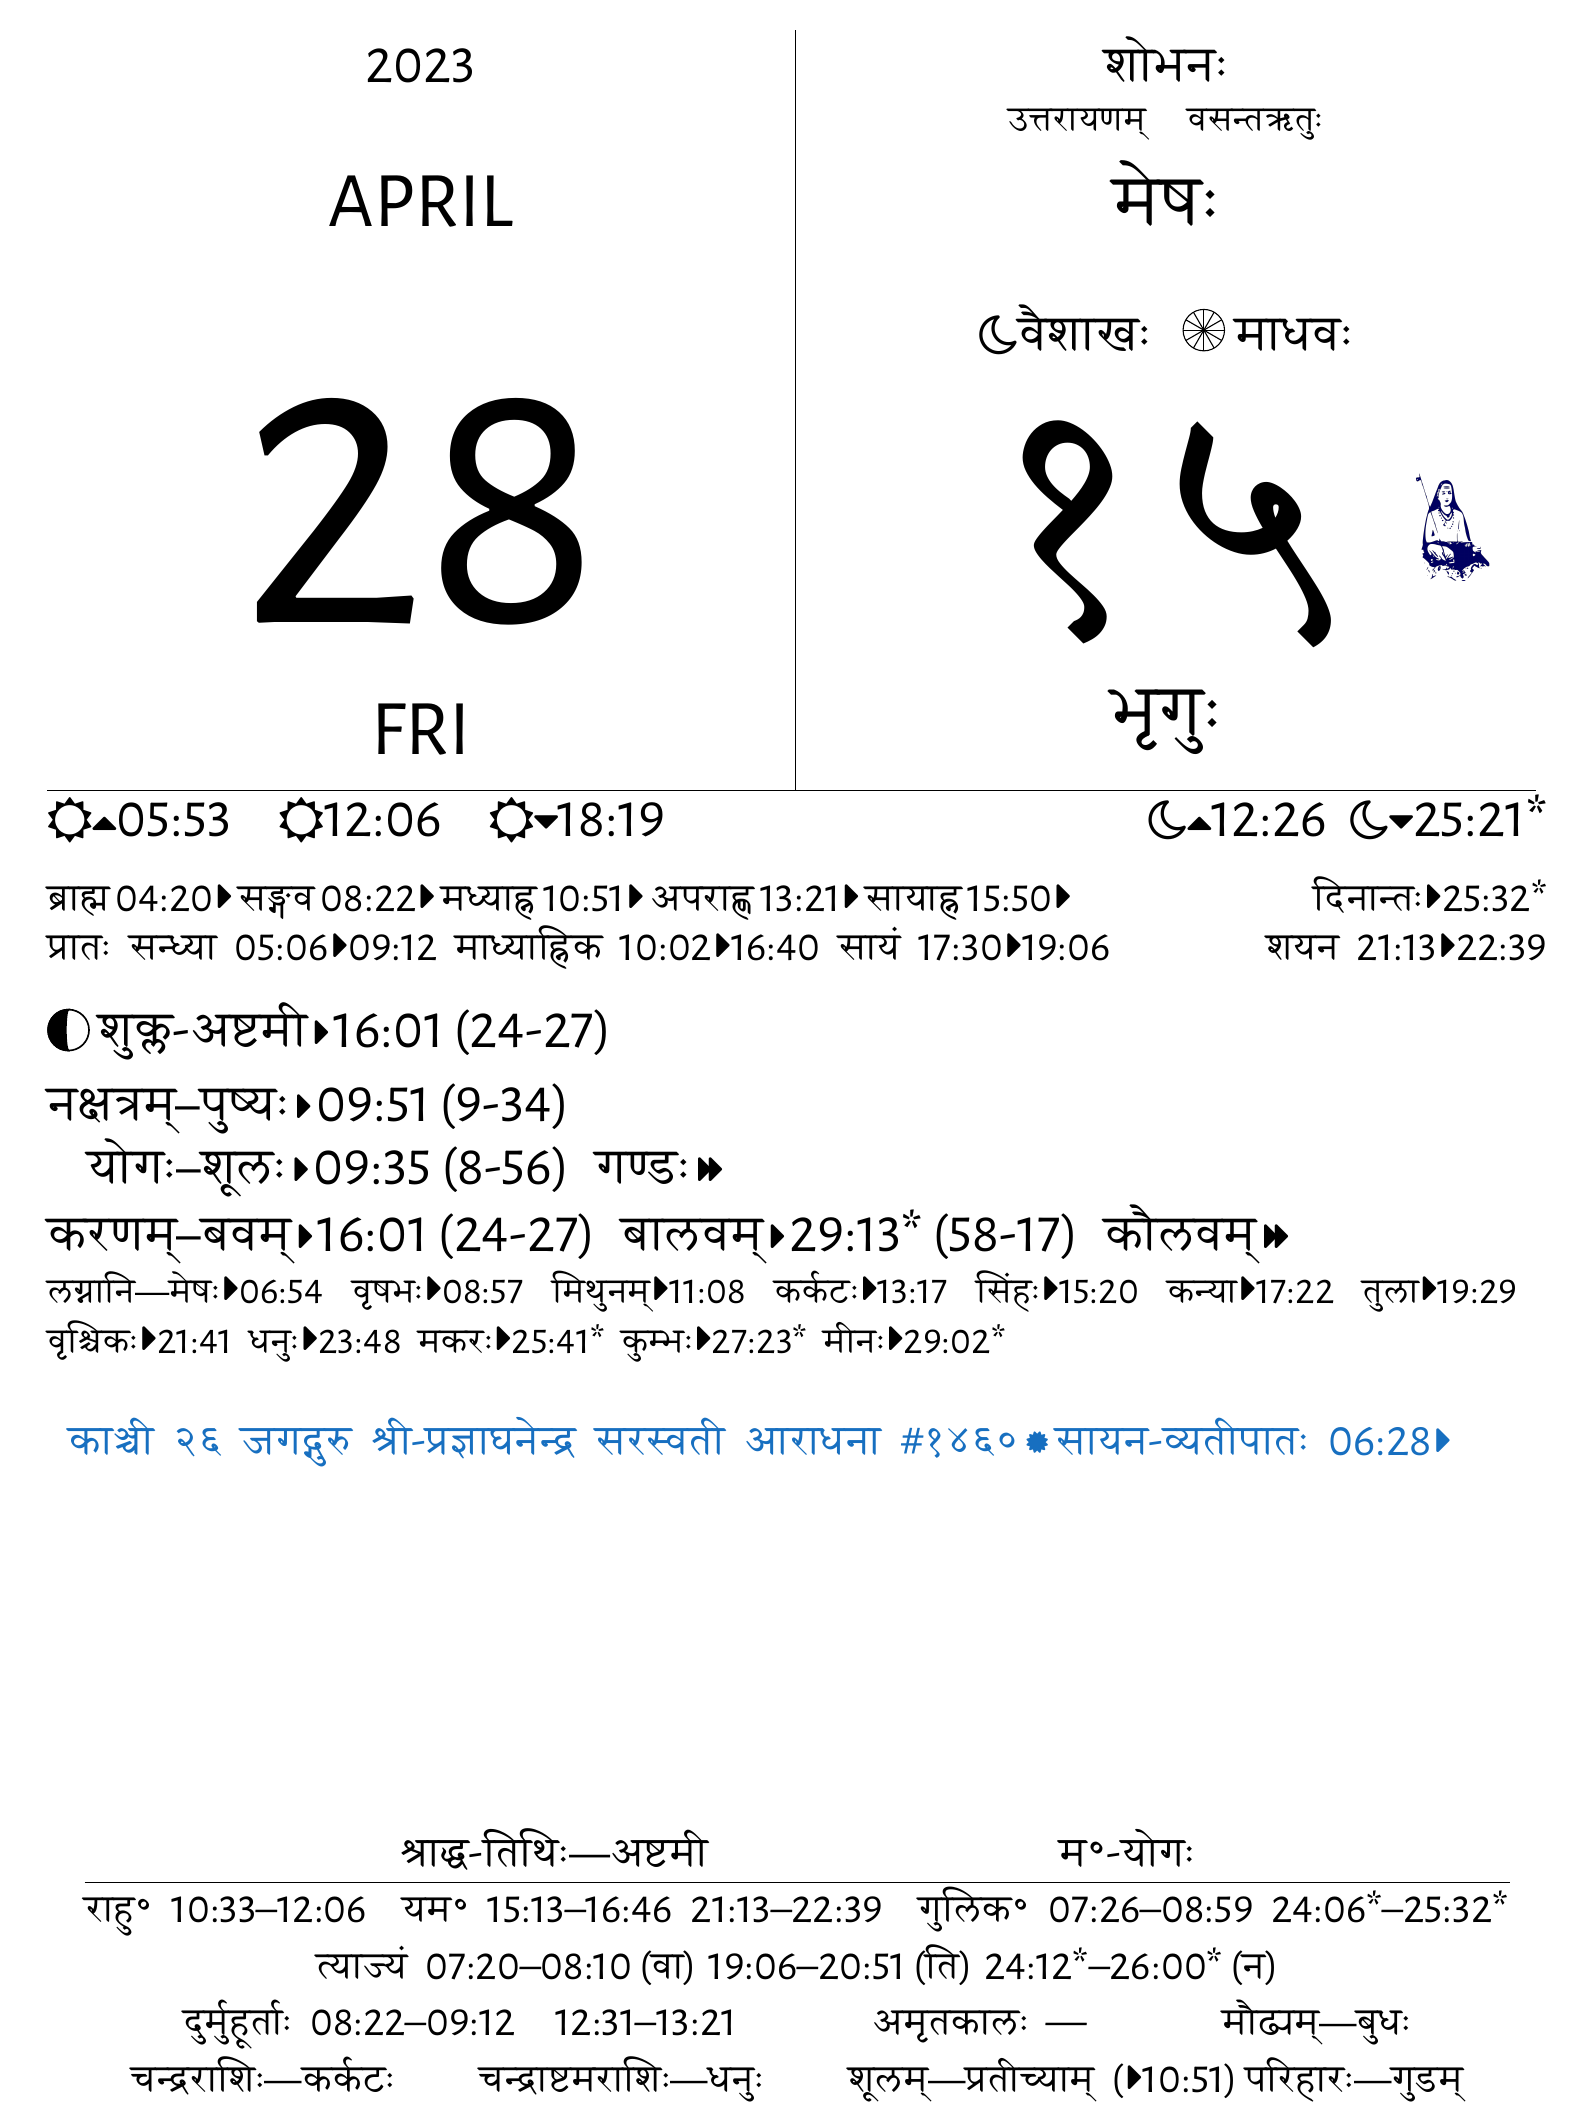 2023
APRIL
28
FRI
शोभनः
उत्तरायणम् वसन्तऋतुः
मेषः
वैशाखः माधवः
१५
भृगुः
05:53 12:06 18:19 12:26 25:21*
ब्राह्म 04:20 सङ्गव 08:22 मध्याह्न 10:51 अपराह्ण 13:21 सायाह्न 15:50 दिनान्तः 25:32*
प्रातः सन्ध्या 05:06 09:12 माध्याह्निक 10:02 16:40 सायं 17:30 19:06 शयन 21:13 22:39
शुक्ल-अष्टमी 16:01 (24-27)
नक्षत्रम्–पुष्यः 09:51 (9-34)
योगः–शूलः 09:35 (8-56) गण्डः
करणम्–बवम् 16:01 (24-27) बालवम् 29:13* (58-17) कौलवम्
लग्नानि—मेषः 06:54 वृषभः 08:57 मिथुनम् 11:08 कर्कटः 13:17 सिंहः 15:20 कन्या 17:22 तुला 19:29
वृश्चिकः 21:41 धनुः 23:48 मकरः 25:41* कुम्भः 27:23* मीनः 29:02*
काञ्ची २६ जगद्गुरु श्री-प्रज्ञाघनेन्द्र सरस्वती आराधना #१४६० सायन-व्यतीपातः 06:28
श्राद्ध-तिथिः—अष्टमी म॰-योगः
राहु॰ 10:33–12:06 यम॰ 15:13–16:46 21:13–22:39 गुलिक॰ 07:26–08:59 24:06*–25:32*
त्याज्यं 07:20–08:10 (वा) 19:06–20:51 (ति) 24:12*–26:00* (न)
दुर्मुहूर्ताः 08:22–09:12 12:31–13:21 अमृतकालः — मौढ्यम्—बुधः
चन्द्रराशिः—कर्कटः चन्द्राष्टमराशिः—धनुः शूलम्—प्रतीच्याम् (10:51) परिहारः—गुडम्